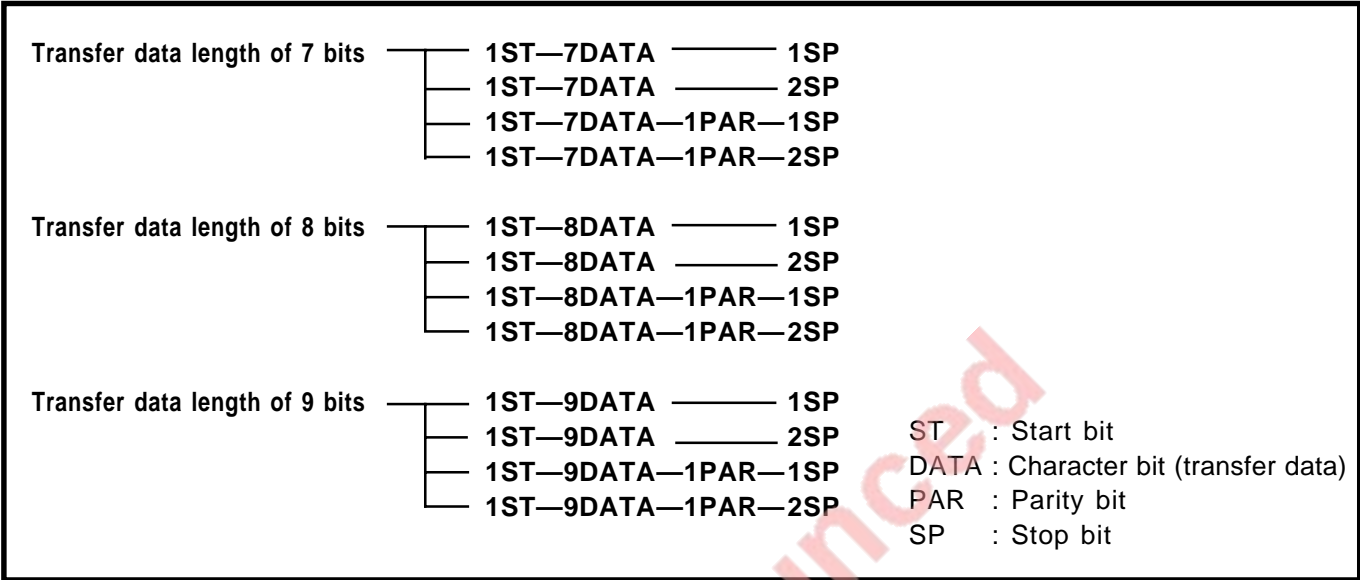 Transfer data length of 7 bits 1ST—7DATA 1SP
1ST—7DATA 2SP
1ST—7DATA—1PAR—1SP
1ST—7DATA—1PAR—2SP
Transfer data length of 8 bits 1ST—8DATA 1SP
1ST—8DATA 2SP
1ST—8DATA—1PAR—1SP
1ST—8DATA—1PAR—2SP
Transfer data length of 9 bits 1ST—9DATA 1SP
1ST—9DATA 2SP
1ST—9DATA—1PAR—1SP
1ST—9DATA—1PAR—2SP
ST : Start bit
DATA : Character bit (transfer data)
PAR : Parity bit
SP : Stop bit